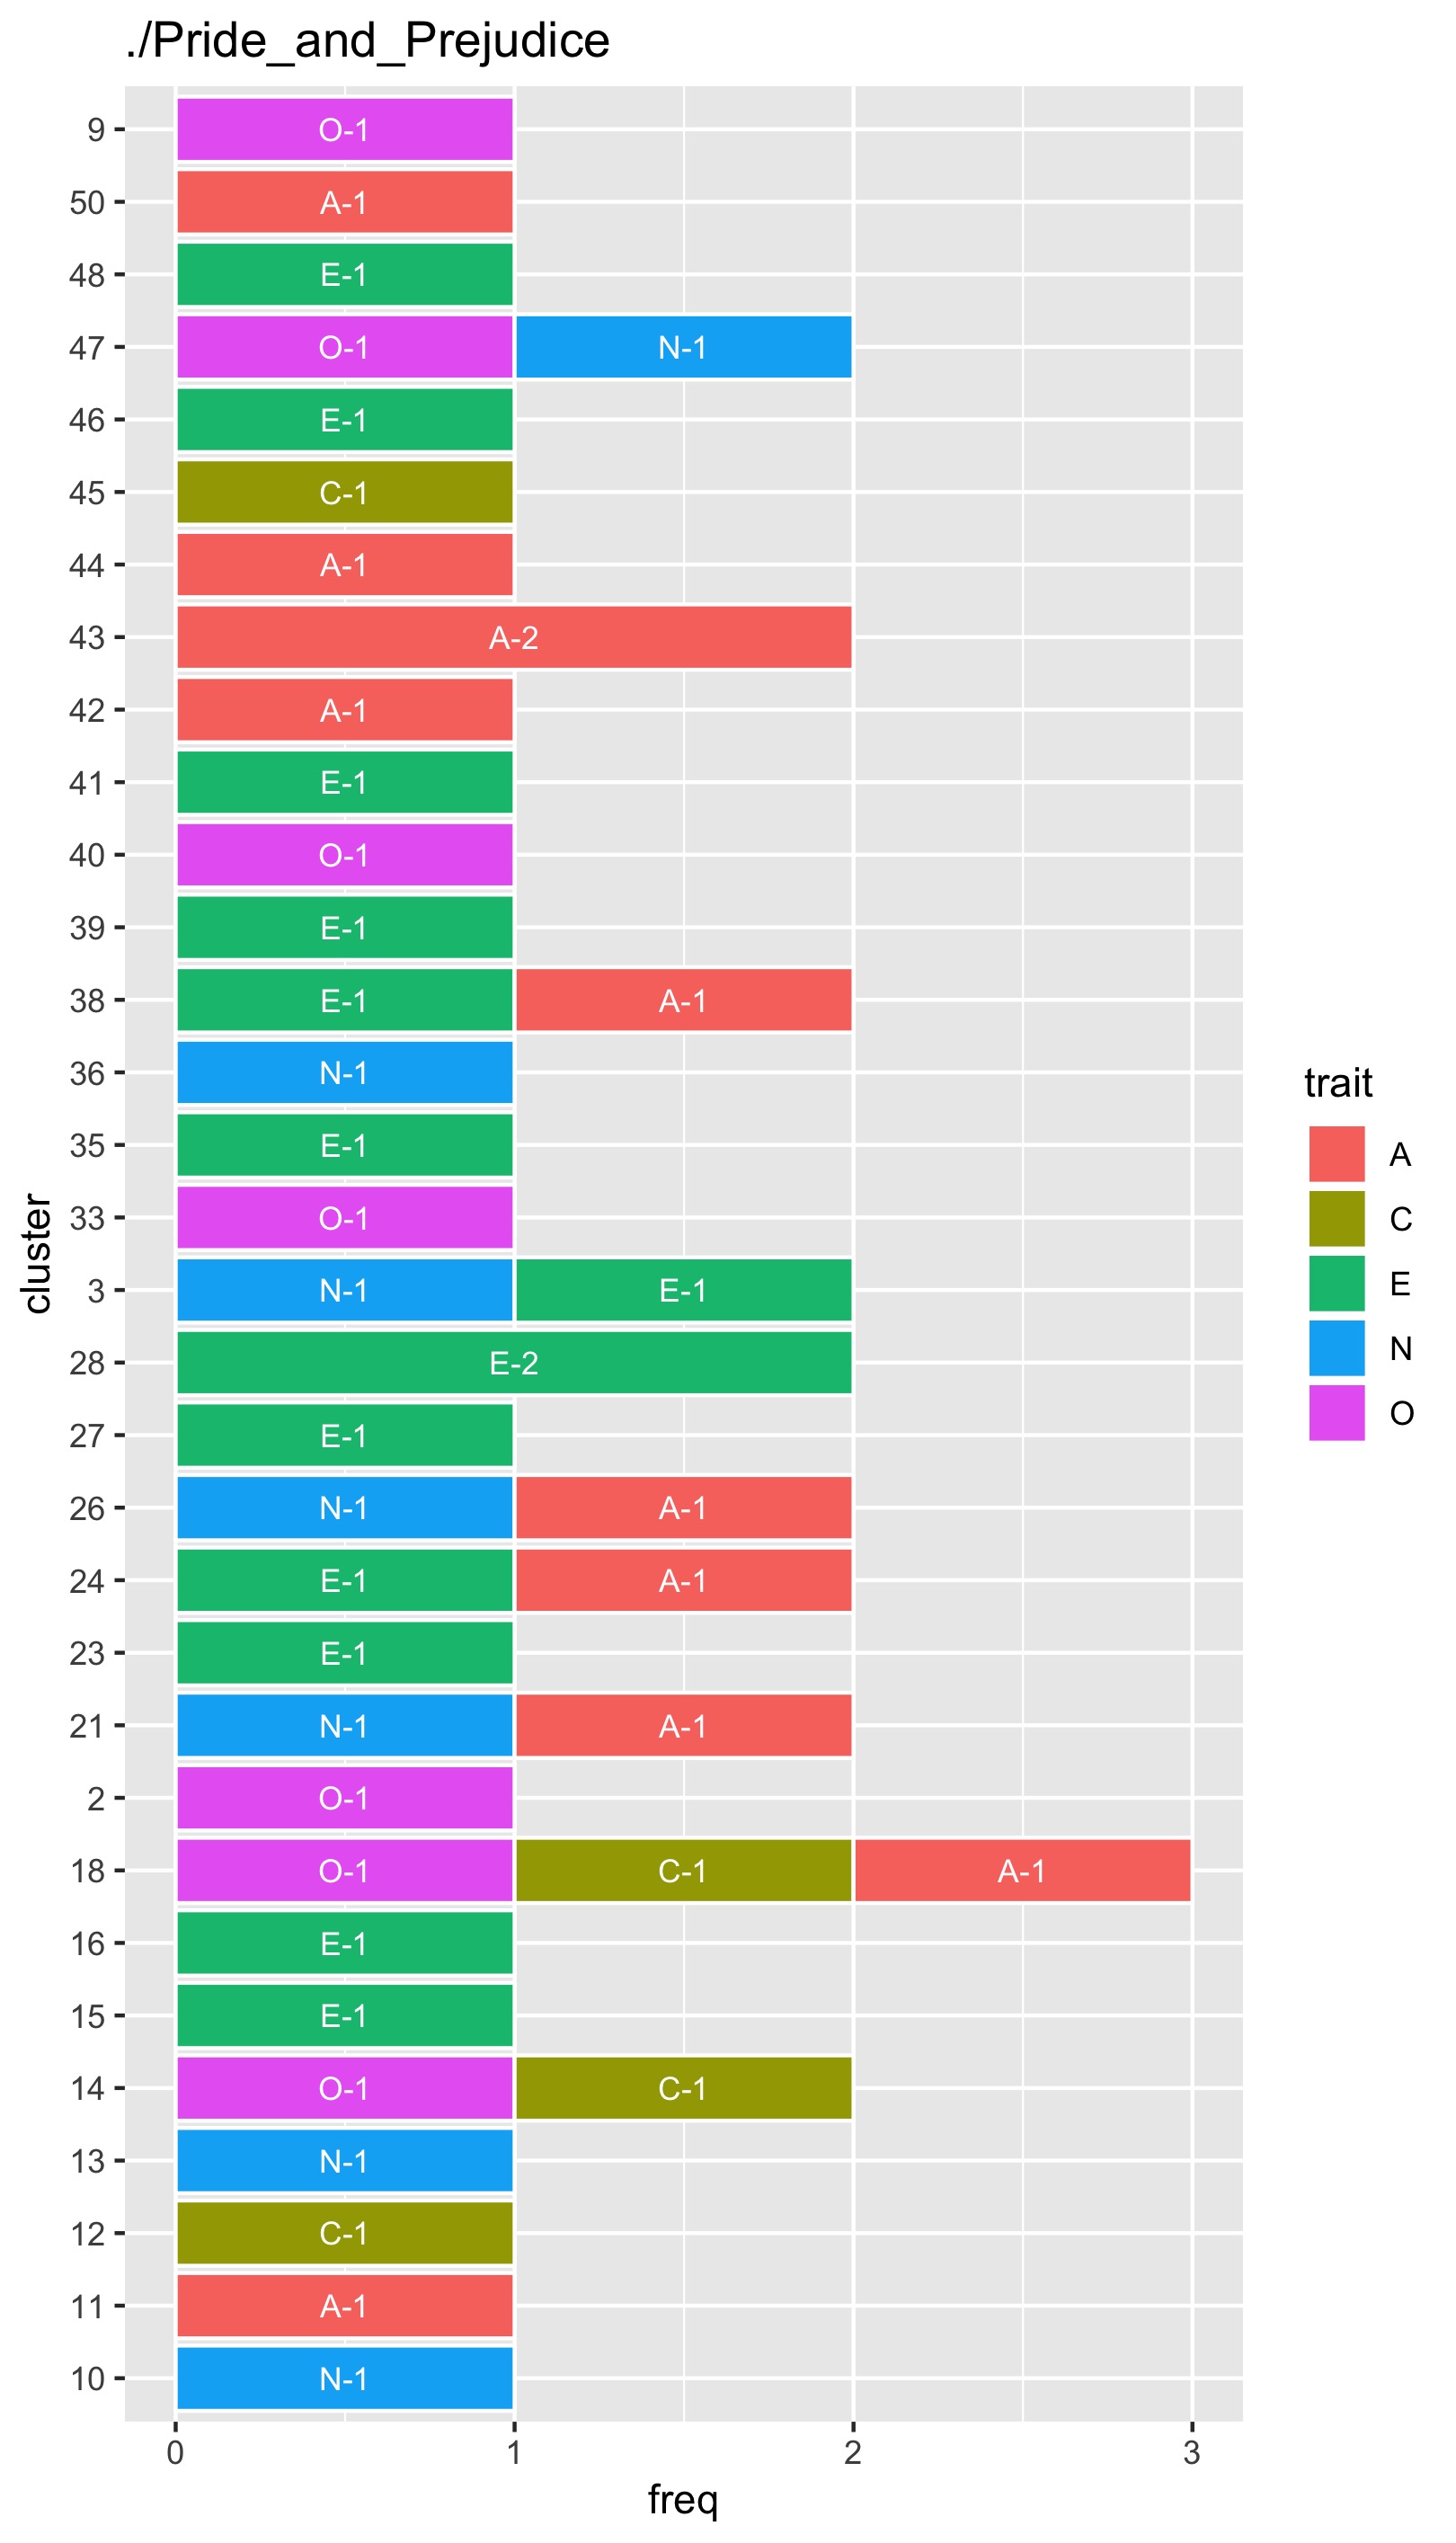 ./Pride_and_Prejudice
9 O-1
50 A-1
48 E-1
47 O-1 N-1
46 E-1
45 C-1
44 A-1
43 A-2
42 A-1
41 E-1
40 O-1
39 E-1
38 E-1 A-1
36 N-1
35 E-1
33 O-1
3 N-1 E-1
28 E-2
27 E-1
26 N-1 A-1
24 E-1 A-1
23 E-1
21 N-1 A-1
2 O-1
18 O-1 C-1 A-1
16 E-1
15 E-1
14 O-1 C-1
13 N-1
12 C-1
11 A-1
10 N-1
0 1 2 3
freq
cluster
trait
A
C
E
N
O